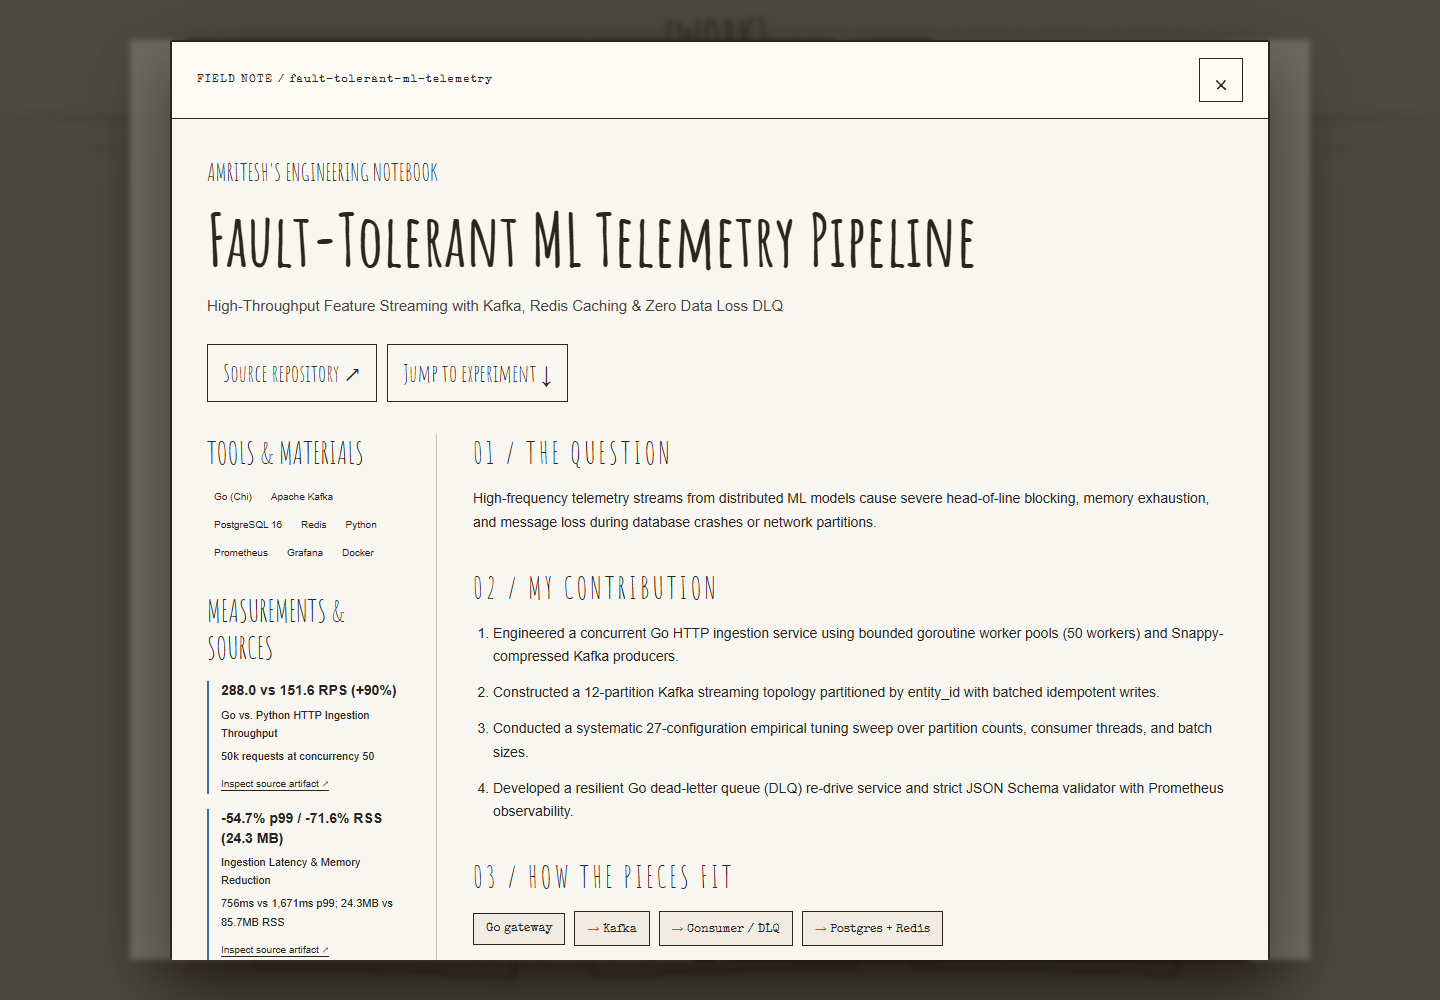 [WORK]
FIELD NOTE / fault-tolerant-ml-telemetry
×
AMRITESH'S ENGINEERING NOTEBOOK
FAULT-TOLERANT ML TELEMETRY PIPELINE
High-Throughput Feature Streaming with Kafka, Redis Caching & Zero Data Loss DLQ
SOURCE REPOSITORY ↗
JUMP TO EXPERIMENT ↓
TOOLS & MATERIALS
Go (Chi) Apache Kafka
PostgreSQL 16 Redis Python
Prometheus Grafana Docker
MEASUREMENTS &
SOURCES
288.0 vs 151.6 RPS (+90%)
Go vs. Python HTTP Ingestion
Throughput
50k requests at concurrency 50
Inspect source artifact ↗
-54.7% p99 / -71.6% RSS
(24.3 MB)
Ingestion Latency & Memory
Reduction
756ms vs 1,671ms p99; 24.3MB vs
85.7MB RSS
Inspect source artifact ↗
01 / THE QUESTION
High-frequency telemetry streams from distributed ML models cause severe head-of-line blocking, memory exhaustion,
and message loss during database crashes or network partitions.
02 / MY CONTRIBUTION
1. Engineered a concurrent Go HTTP ingestion service using bounded goroutine worker pools (50 workers) and Snappy-
compressed Kafka producers.
2. Constructed a 12-partition Kafka streaming topology partitioned by entity_id with batched idempotent writes.
3. Conducted a systematic 27-configuration empirical tuning sweep over partition counts, consumer threads, and batch
sizes.
4. Developed a resilient Go dead-letter queue (DLQ) re-drive service and strict JSON Schema validator with Prometheus
observability.
03 / HOW THE PIECES FIT
Go gateway
→ Kafka
→ Consumer / DLQ
→ Postgres + Redis